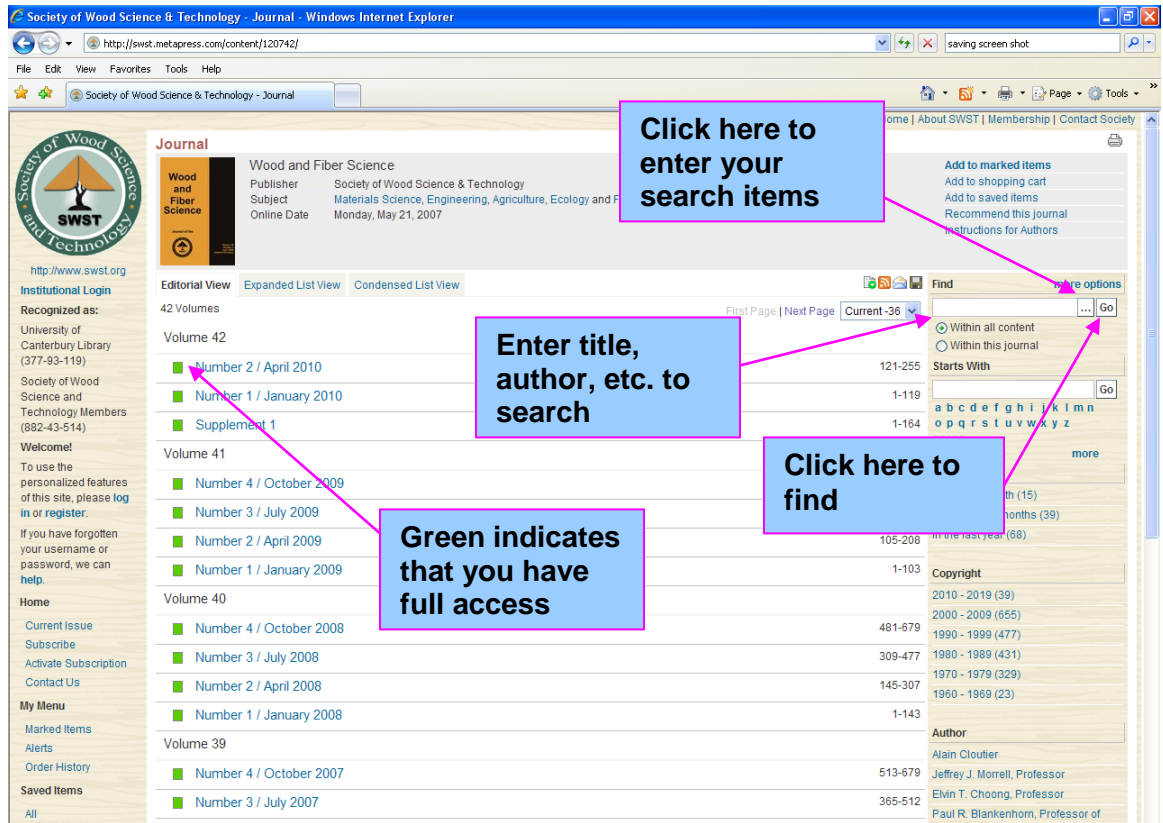 Society of Wood Science & Technology - Journal - Windows Internet Explorer
http://swst.metapress.com/content/120742/
saving screen shot
File Edit View Favorites Tools Help
Society of Wood Science & Technology - Journal
Page Tools
Home | About SWST | Membership | Contact Society
Society of Wood Science and Technology
SWST
http://www.swst.org
Institutional Login
Recognized as:
University of
Canterbury Library
(377-93-119)
Society of Wood
Science and
Technology Members
(882-43-514)
Welcome!
To use the
personalized features
of this site, please log
in or register.
If you have forgotten
your username or
password, we can
help.
Home
Current Issue
Subscribe
Activate Subscription
Contact Us
My Menu
Marked Items
Alerts
Order History
Saved Items
All
Journal
Wood
and
Fiber
Science
Wood and Fiber Science
Publisher Society of Wood Science & Technology
Subject Materials Science, Engineering, Agriculture, Ecology and F
Online Date Monday, May 21, 2007
Click here to
enter your
search items
Add to marked items
Add to shopping cart
Add to saved items
Recommend this journal
Instructions for Authors
Editorial View Expanded List View Condensed List View
42 Volumes
First Page | Next Page Current -36
Volume 42
Number 2 / April 2010 121-255
Number 1 / January 2010 1-119
Supplement 1 1-164
Volume 41
Number 4 / October 2009
Number 3 / July 2009
Number 2 / April 2009 105-208
Number 1 / January 2009 1-103
Volume 40
Number 4 / October 2008 481-679
Number 3 / July 2008 309-477
Number 2 / April 2008 145-307
Number 1 / January 2008 1-143
Volume 39
Number 4 / October 2007 513-679
Number 3 / July 2007 365-512
Enter title,
author, etc. to
search
Green indicates
that you have
full access
Click here to
find
Find more options
... Go
Within all content
Within this journal
Starts With
Go
a b c d e f g h i j k l m n
o p q r s t u v w x y z
more
th (15)
months (39)
In the last year (68)
Copyright
2010 - 2019 (39)
2000 - 2009 (655)
1990 - 1999 (477)
1980 - 1989 (431)
1970 - 1979 (329)
1960 - 1969 (23)
Author
Alain Cloutier
Jeffrey J. Morrell, Professor
Elvin T. Choong, Professor
Paul R. Blankenhorn, Professor of